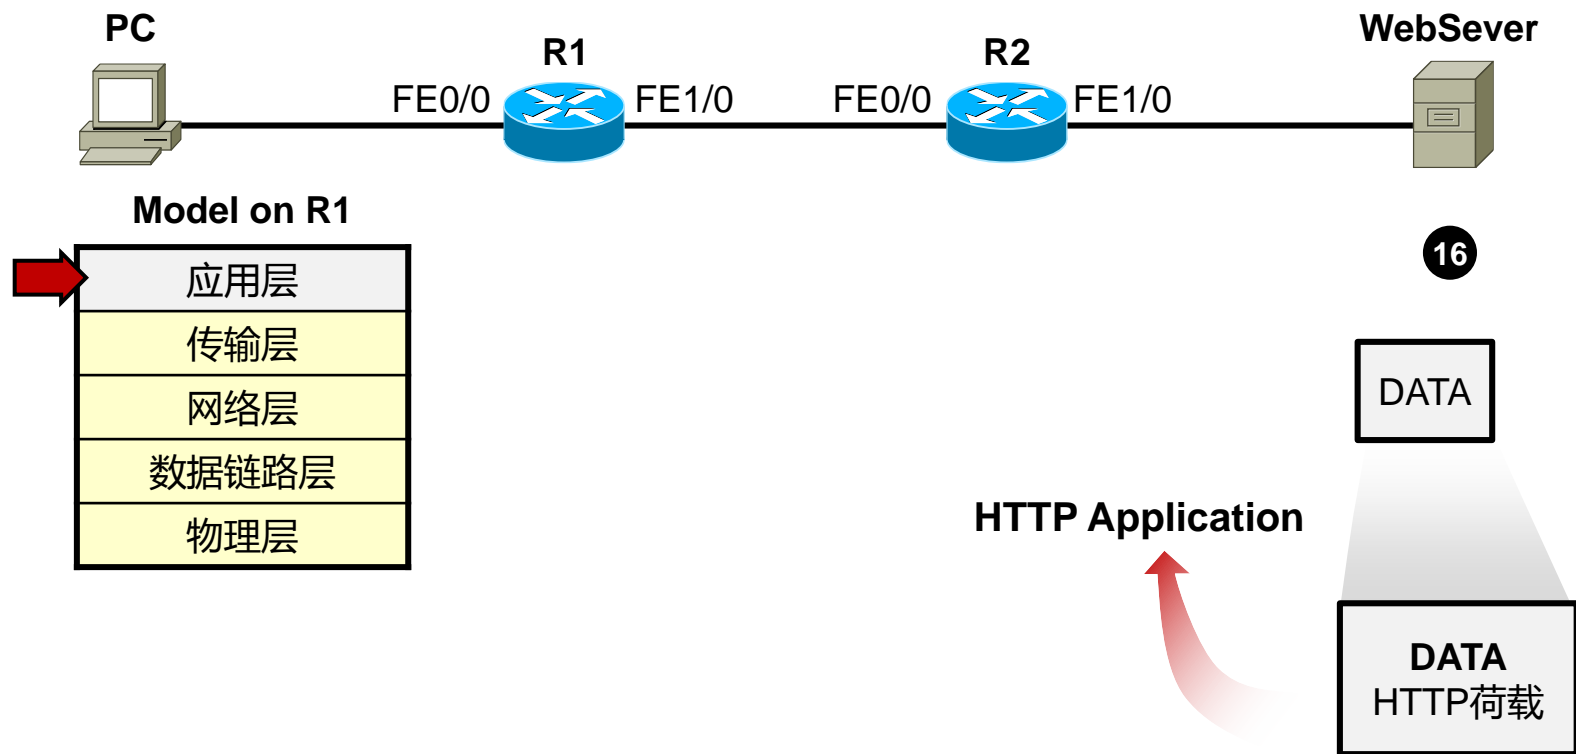 PC
R1
R2
WebSever
FE0/0
FE1/0
FE0/0
FE1/0
Model on R1
应用层
传输层
网络层
数据链路层
物理层
16
DATA
HTTP Application
DATA
HTTP荷载